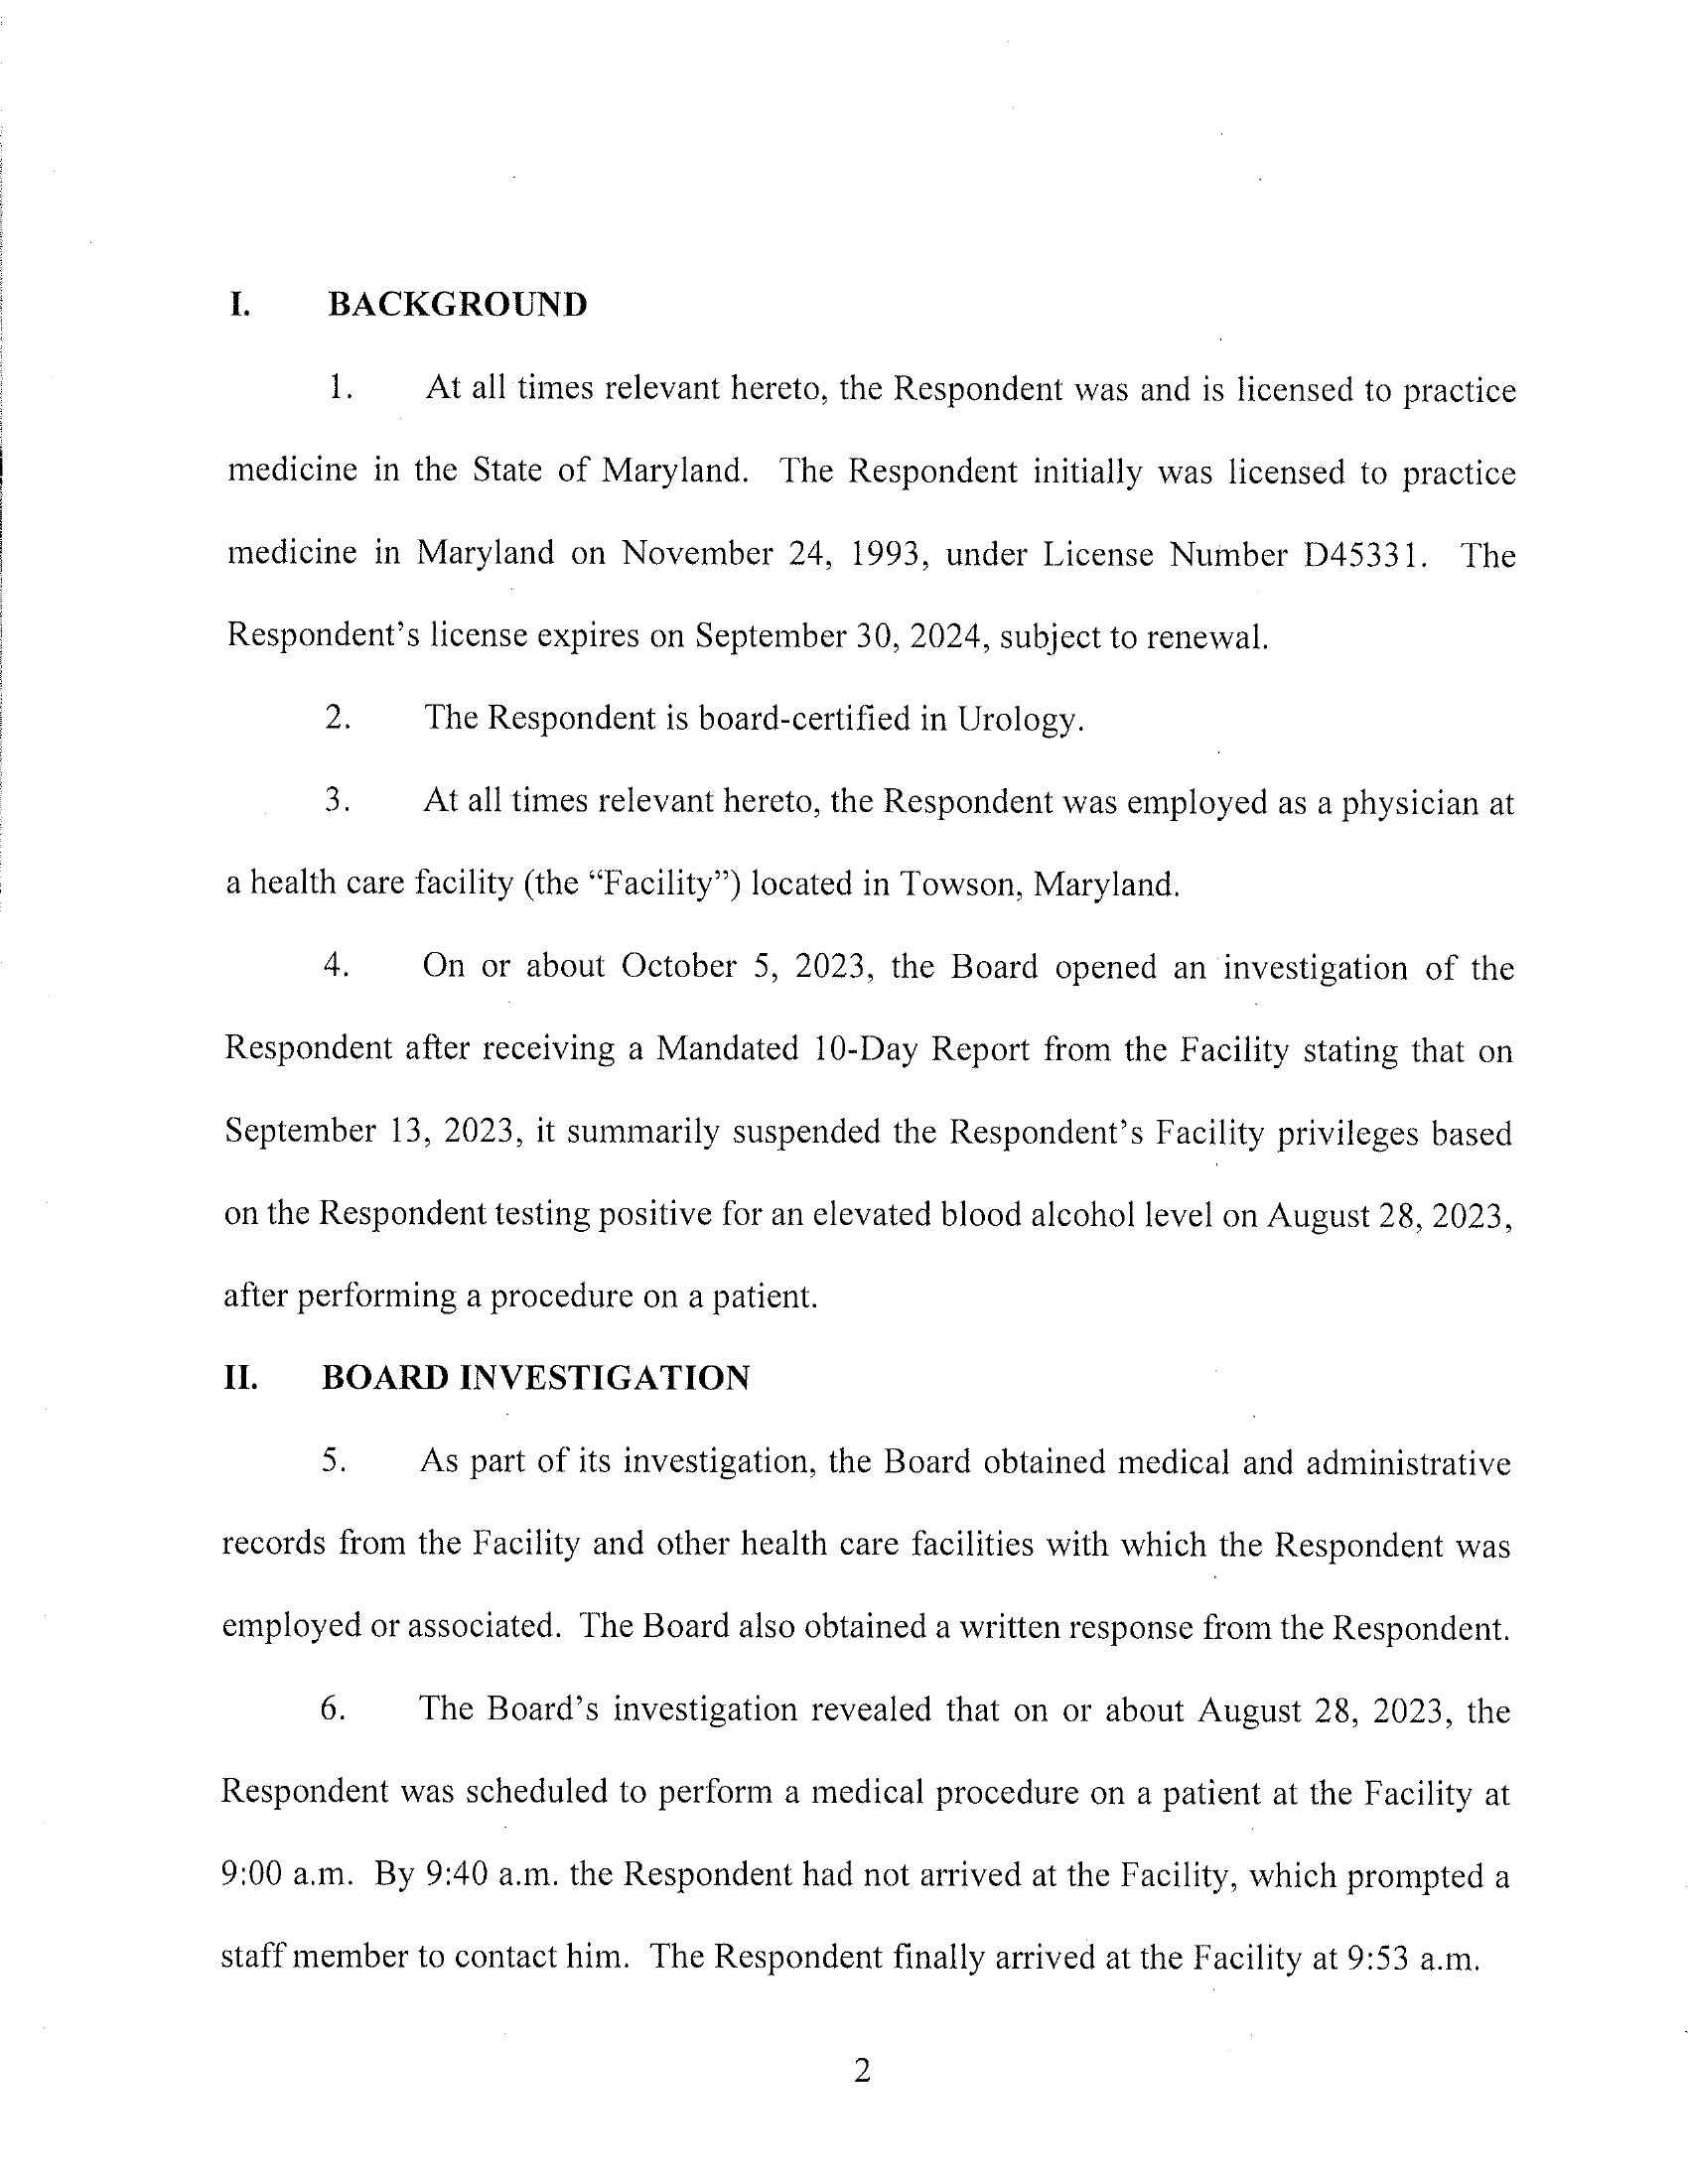 I. BACKGROUND
1. At all times relevant hereto, the Respondent was and is licensed to practice
medicine in the State of Maryland. The Respondent initially was licensed to practice
medicine in Maryland on November 24, 1993, under License Number D45331. The
Respondent's license expires on September 30, 2024, subject to renewal.
2. The Respondent is board-certified in Urology.
3. At all times relevant hereto, the Respondent was employed as a physician at
a health care facility (the “Facility”) located in Towson, Maryland.
4. On or about October 5, 2023, the Board opened an investigation of the
Respondent after receiving a Mandated 10-Day Report from the Facility stating that on
September 13, 2023, it summarily suspended the Respondent's Facility privileges based
on the Respondent testing positive for an elevated blood alcohol level on August 28, 2023,
after performing a procedure on a patient.
II. BOARD INVESTIGATION
5. As part of its investigation, the Board obtained medical and administrative
records from the Facility and other health care facilities with which the Respondent was
employed or associated. The Board also obtained a written response from the Respondent.
6. The Board's investigation revealed that on or about August 28, 2023, the
Respondent was scheduled to perform a medical procedure on a patient at the Facility at
9:00 a.m. By 9:40 a.m. the Respondent had not arrived at the Facility, which prompted a
staff member to contact him. The Respondent finally arrived at the Facility at 9:53 a.m.
2